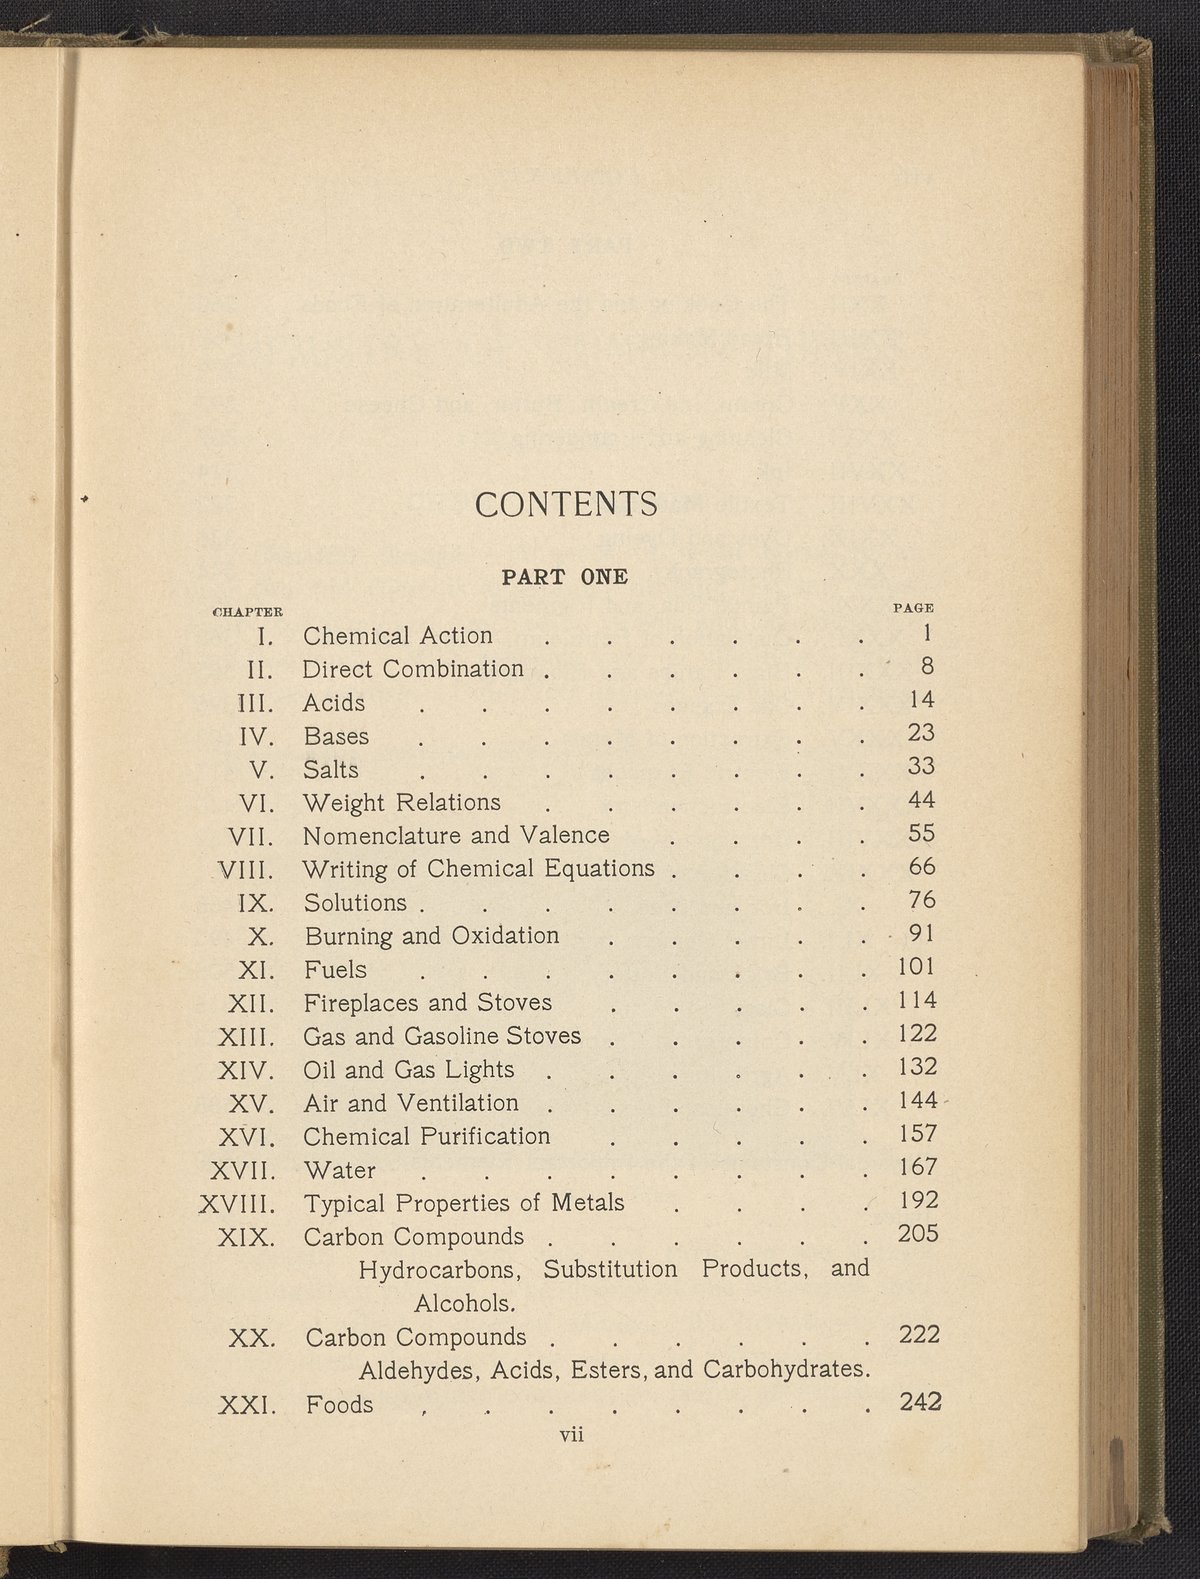 CONTENTS
PART ONE
CHAPTER PAGE
I. Chemical Action . . . . . . 1
II. Direct Combination . . . . . . 8
III. Acids . . . . . . . . 14
IV. Bases . . . . . . . . 23
V. Salts . . . . . . . . 33
VI. Weight Relations . . . . . . 44
VII. Nomenclature and Valence . . . . 55
VIII. Writing of Chemical Equations . . . . 66
IX. Solutions . . . . . . . . 76
X. Burning and Oxidation . . . . . 91
XI. Fuels . . . . . . . . 101
XII. Fireplaces and Stoves . . . . . 114
XIII. Gas and Gasoline Stoves . . . . . 122
XIV. Oil and Gas Lights . . . . . . 132
XV. Air and Ventilation . . . . . . 144
XVI. Chemical Purification . . . . . 157
XVII. Water . . . . . . . . 167
XVIII. Typical Properties of Metals . . . . 192
XIX. Carbon Compounds . . . . . . 205
Hydrocarbons, Substitution Products, and
Alcohols.
XX. Carbon Compounds . . . . . . 222
Aldehydes, Acids, Esters, and Carbohydrates.
XXI. Foods . . . . . . . . 242
vii